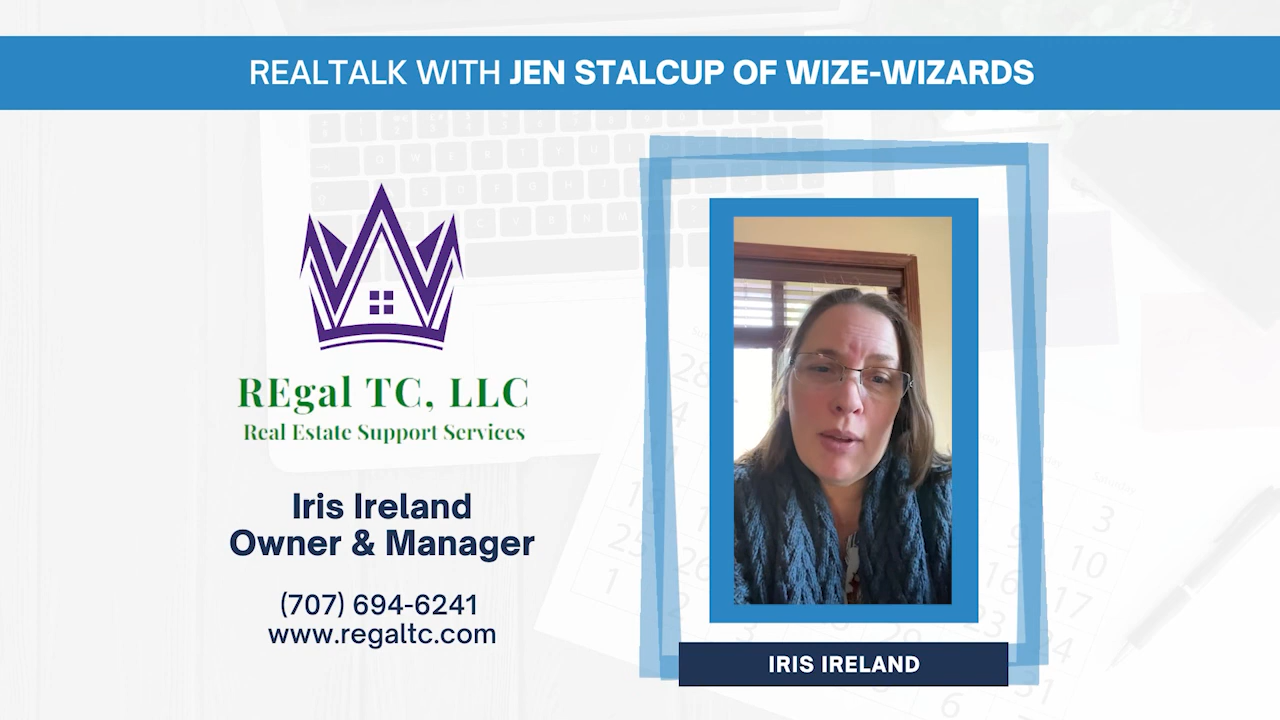 REALTALK WITH JEN STALCUP OF WIZE-WIZARDS
REgal TC, LLC
Real Estate Support Services
Iris Ireland
Owner & Manager
(707) 694-6241
www.regaltc.com
IRIS IRELAND